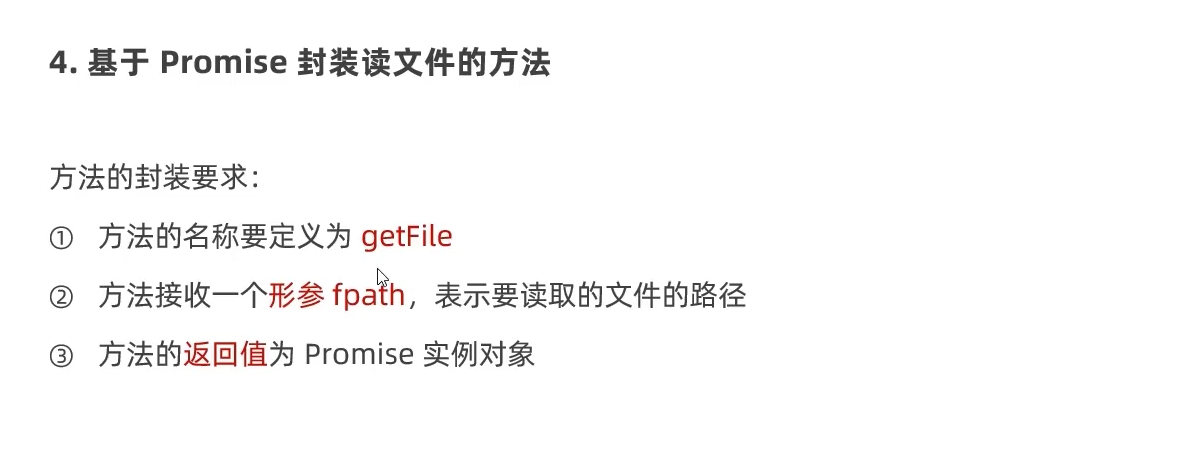 4. 基于 Promise 封装读文件的方法
方法的封装要求：
① 方法的名称要定义为 getFile
② 方法接收一个形参 fpath，表示要读取的文件的路径
③ 方法的返回值为 Promise 实例对象